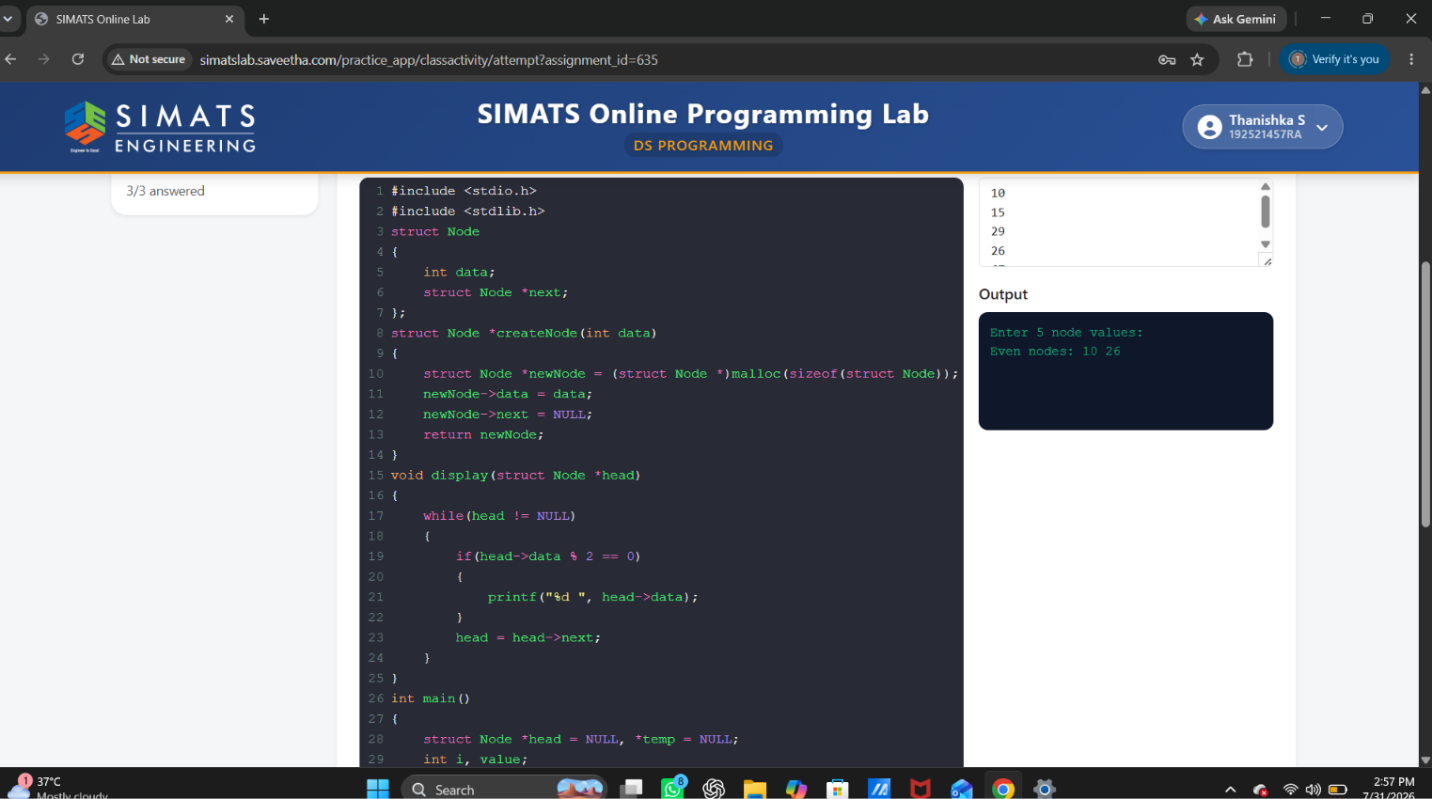 SIMATS Online Lab
Ask Gemini
Not secure
simatslab.saveetha.com/practice_app/classactivity/attempt?assignment_id=635
Verify it's you
SIMATS
ENGINEERING
SIMATS Online Programming Lab
DS PROGRAMMING
Thanishka S
192521457RA
3/3 answered
1 #include <stdio.h>
2 #include <stdlib.h>
3 struct Node
4 {
5     int data;
6     struct Node *next;
7 };
8 struct Node *createNode(int data)
9 {
10     struct Node *newNode = (struct Node *)malloc(sizeof(struct Node));
11     newNode->data = data;
12     newNode->next = NULL;
13     return newNode;
14 }
15 void display(struct Node *head)
16 {
17     while(head != NULL)
18     {
19         if(head->data % 2 == 0)
20         {
21             printf("%d ", head->data);
22         }
23         head = head->next;
24     }
25 }
26 int main()
27 {
28     struct Node *head = NULL, *temp = NULL;
29     int i, value;
10
15
29
26
Output
Enter 5 node values:
Even nodes: 10 26
1
37°C
Mostly cloudy
Search
8
2:57 PM
7/31/2026